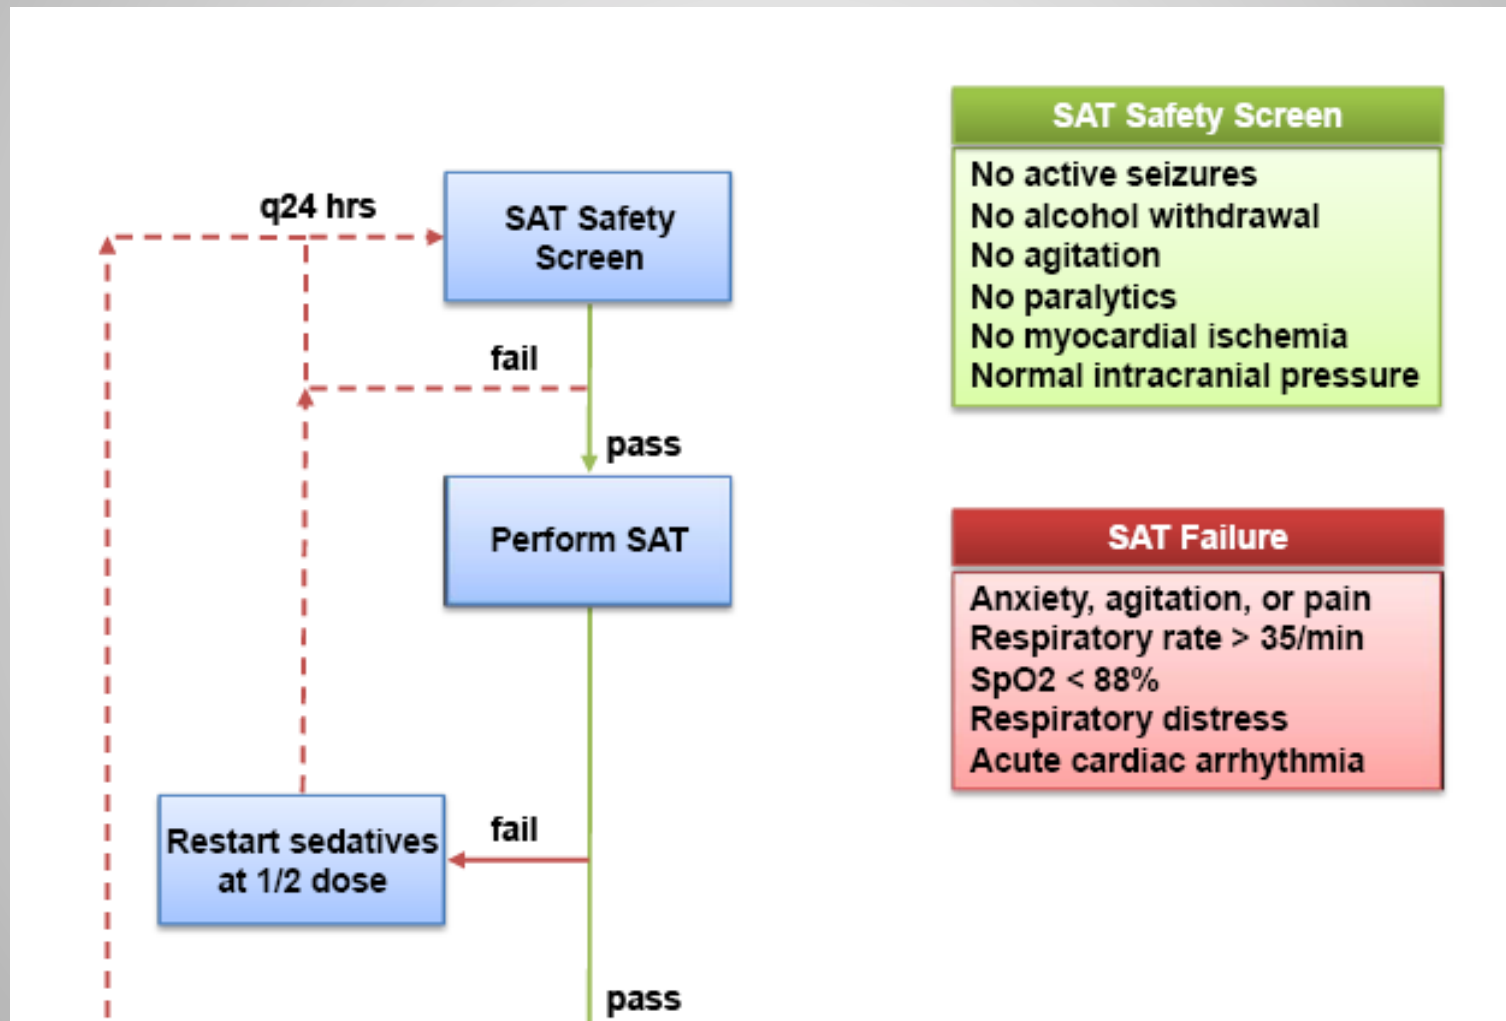 SAT Safety Screen
No active seizures
No alcohol withdrawal
No agitation
No paralytics
No myocardial ischemia
Normal intracranial pressure
q24 hrs
SAT Safety
Screen
fail
pass
Perform SAT
SAT Failure
Anxiety, agitation, or pain
Respiratory rate > 35/min
SpO2 < 88%
Respiratory distress
Acute cardiac arrhythmia
Restart sedatives
at 1/2 dose
fail
pass